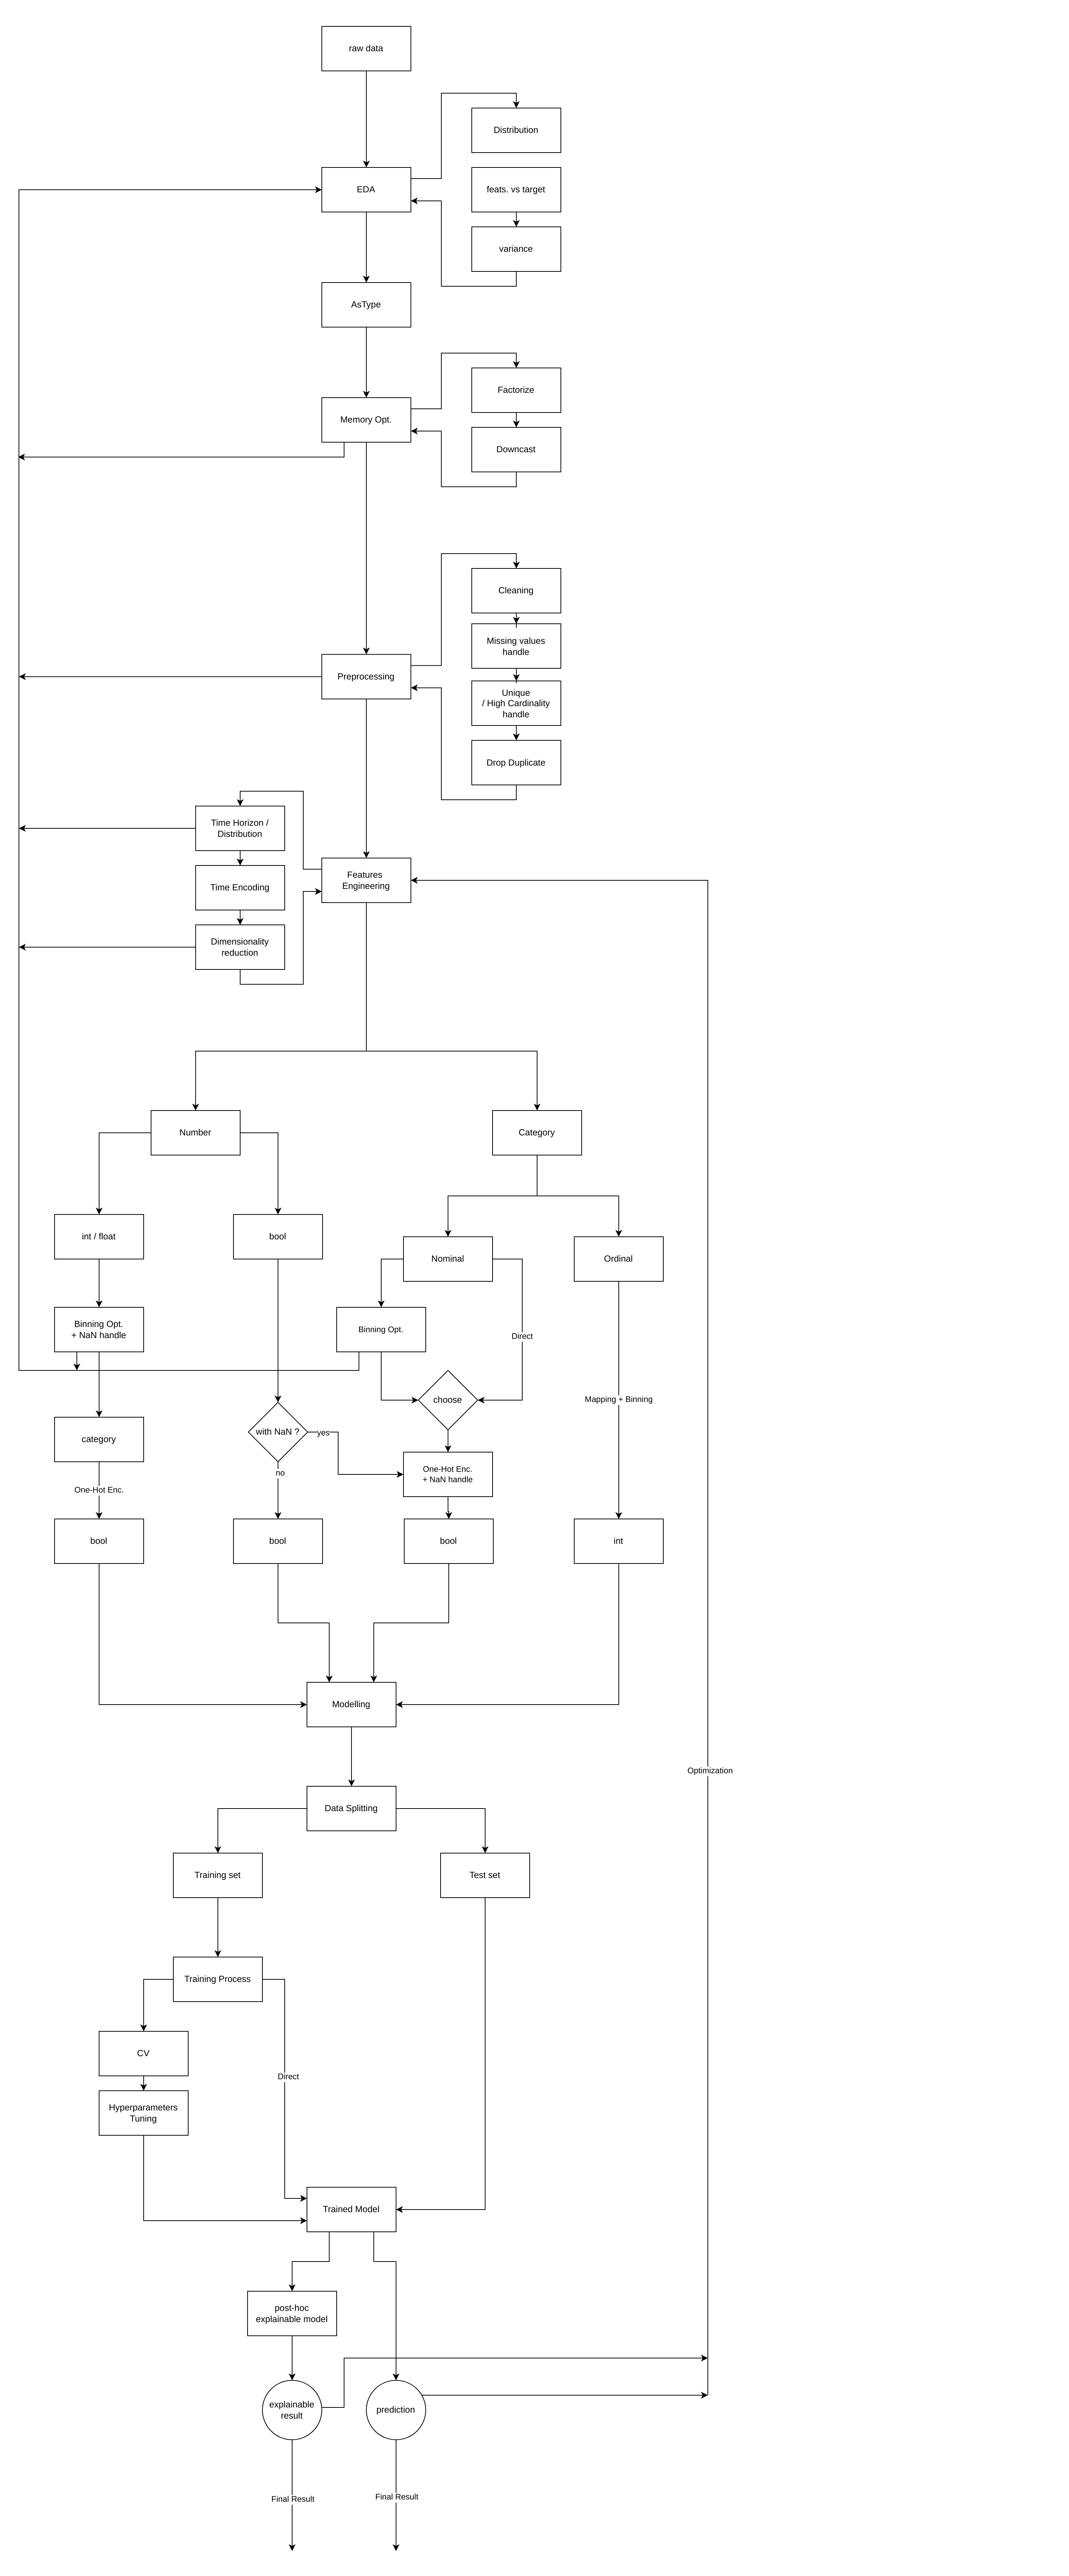 raw data
Distribution
EDA
feats. vs target
variance
AsType
Factorize
Memory Opt.
Downcast
Cleaning
Missing values
handle
Preprocessing
Unique
/ High Cardinality
handle
Drop Duplicate
Time Horizon /
Distribution
Features
Engineering
Time Encoding
Dimensionality
reduction
Number
Category
int / float
bool
Nominal
Ordinal
Binning Opt.
+ NaN handle
Binning Opt.
Direct
choose
Mapping + Binning
category
with NaN ?
yes
no
One-Hot Enc.
+ NaN handle
One-Hot Enc.
bool
bool
bool
int
Modelling
Optimization
Data Splitting
Training set
Test set
Training Process
CV
Direct
Hyperparameters
Tuning
Trained Model
post-hoc
explainable model
explainable
result
prediction
Final Result
Final Result